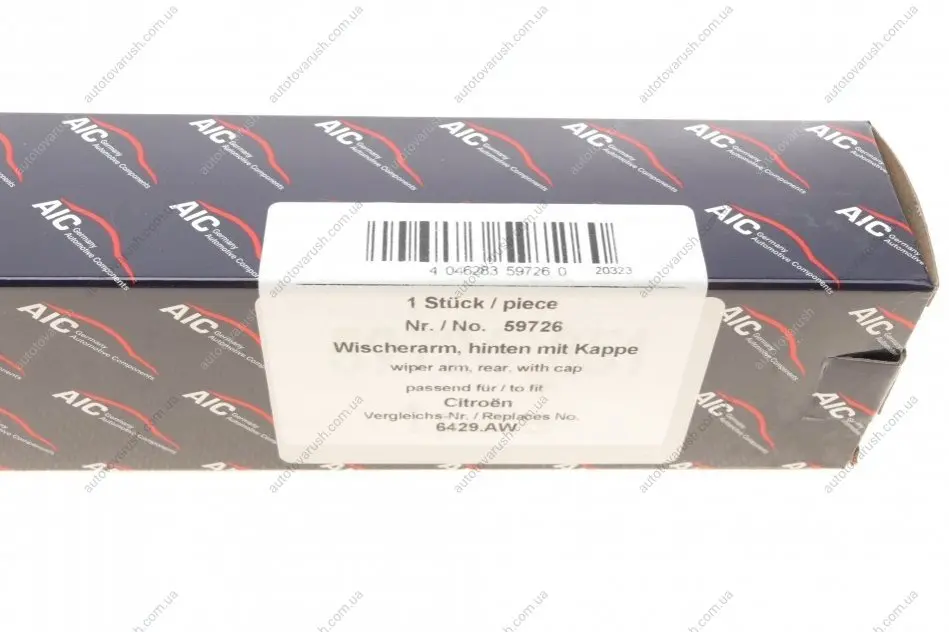 4 046283 59726 0 20323
1 Stück / piece
Nr. / No. 59726
Wischerarm, hinten mit Kappe
wiper arm, rear, with cap
passend für / to fit
Citroën
Vergleichs-Nr. / Replaces No.
6429.AW
AIC
Germany
Automotive Components
autotovarush.com.ua